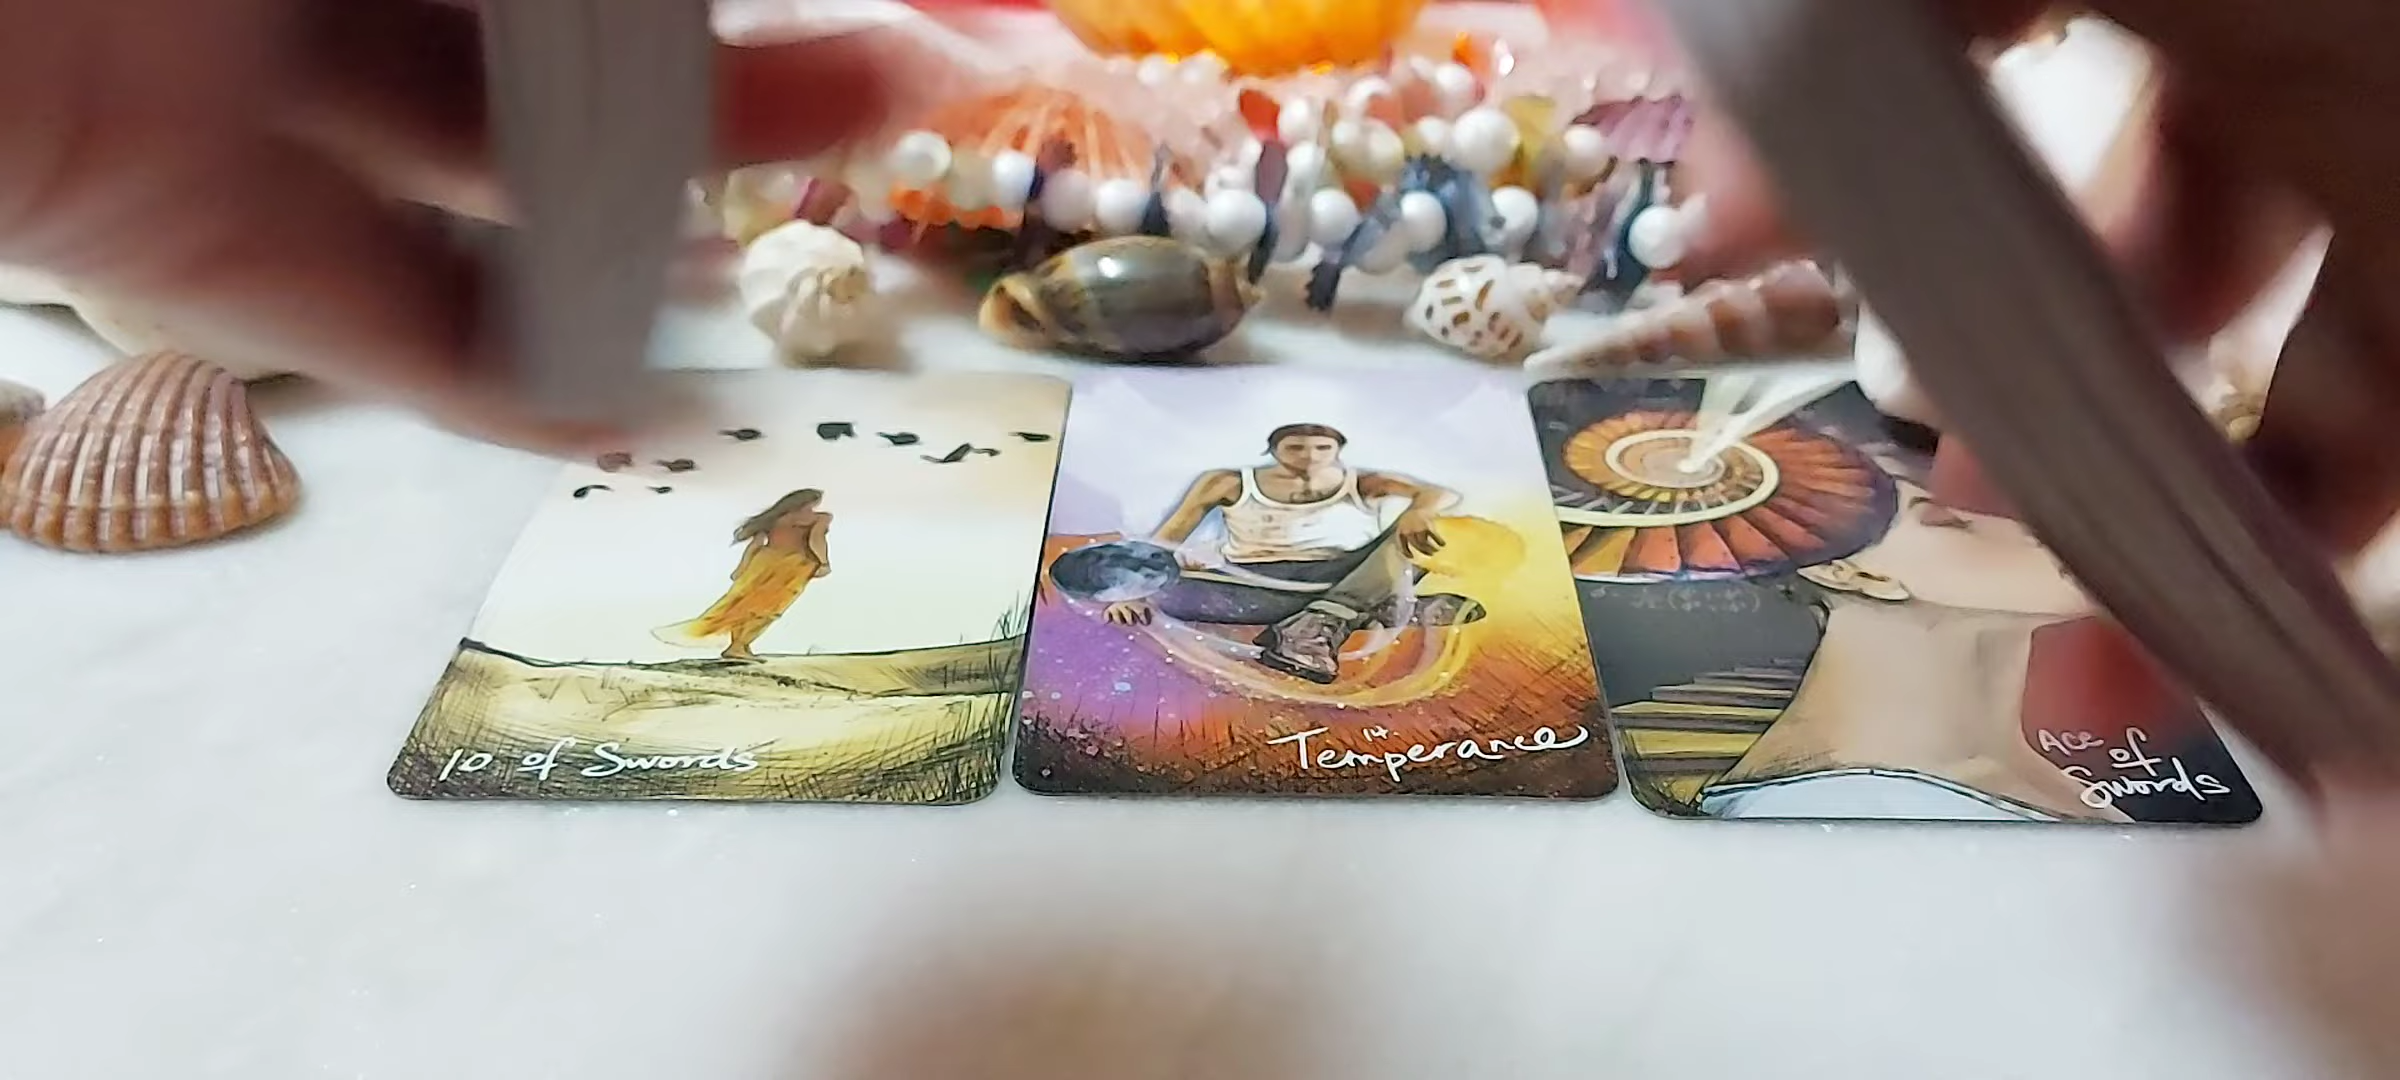 10 of Swords
14.
Temperance
Ace
of
Swords